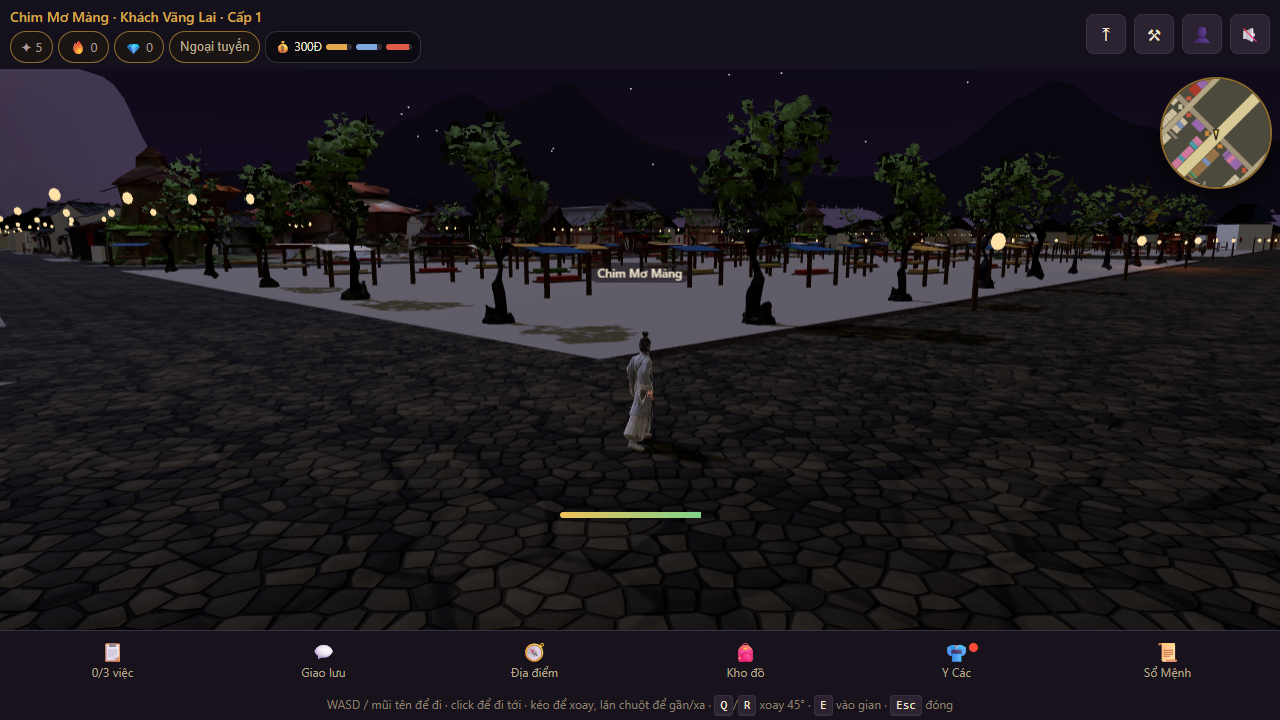 Chim Mơ Màng · Khách Vãng Lai · Cấp 1
5
0
0
Ngoại tuyến
300Đ
Chim Mơ Màng
0/3 việc
Giao lưu
Địa điểm
Kho đồ
Y Các
Sổ Mệnh
WASD / mũi tên để đi · click để đi tới · kéo để xoay, lăn chuột để gần/xa · Q / R xoay 45° · E vào gian · Esc đóng